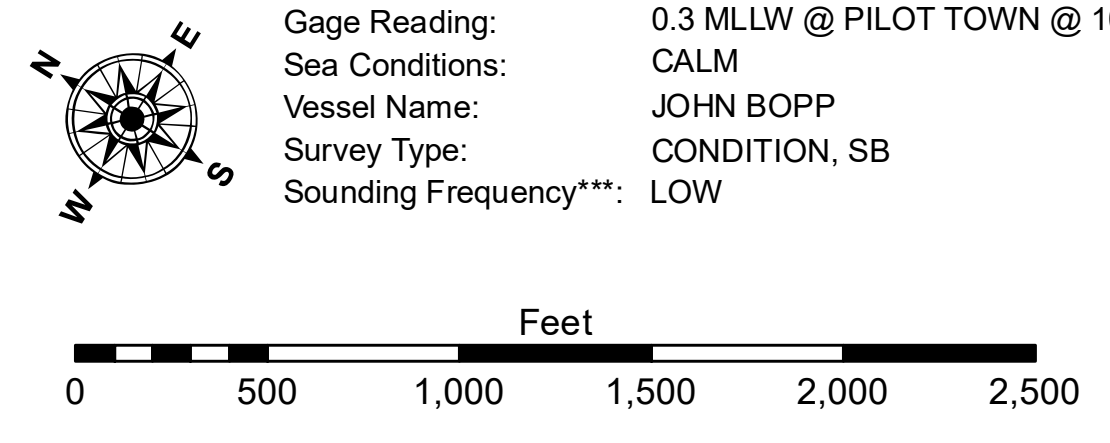 N E S W
Gage Reading: 0.3 MLLW @ PILOT TOWN @
Sea Conditions: CALM
Vessel Name: JOHN BOPP
Survey Type: CONDITION, SB
Sounding Frequency***: LOW
Feet
0 500 1,000 1,500 2,000 2,500